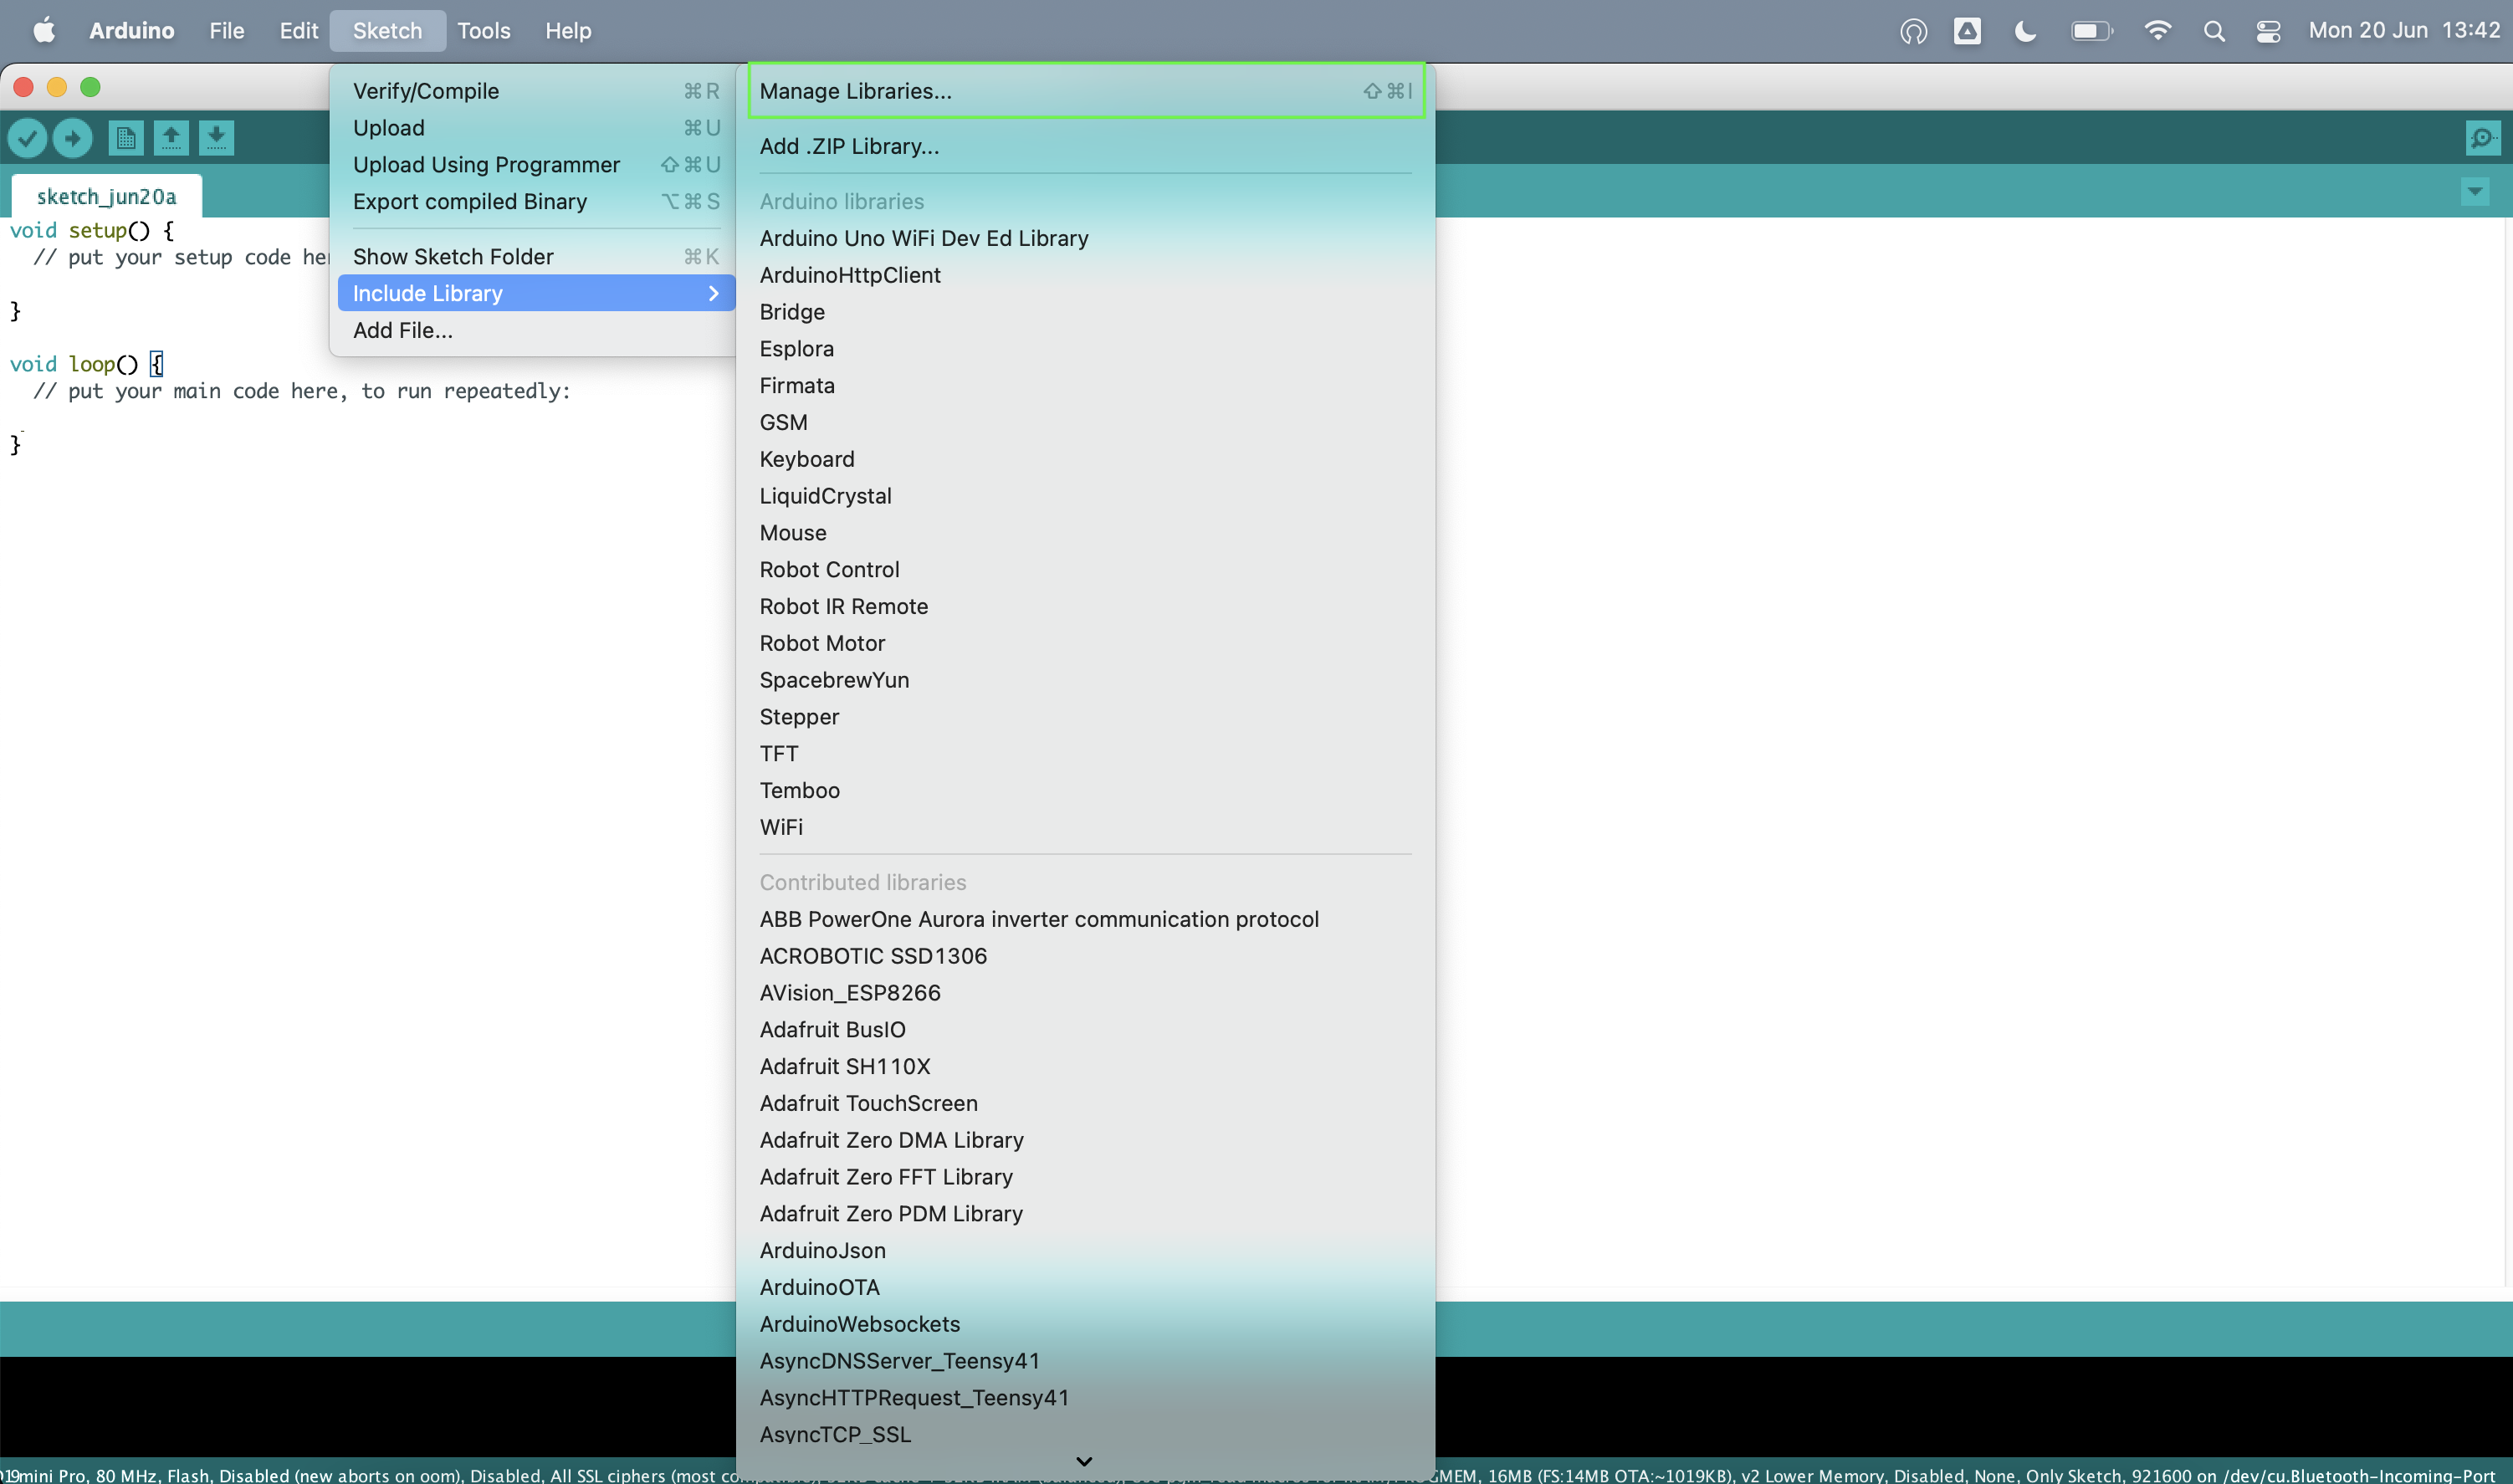 Arduino File Edit Sketch Tools Help Mon 20 Jun 13:42
sketch_jun20a
void setup() {
// put your setup code
}
void loop() {
// put your main code here, to run repeatedly:
}
Verify/Compile ⌘R
Upload ⌘U
Upload Using Programmer ⇧⌘U
Export compiled Binary ⌥⌘S
Show Sketch Folder ⌘K
Include Library
Add File...
Manage Libraries... ⇧⌘I
Add .ZIP Library...
Arduino libraries
Arduino Uno WiFi Dev Ed Library
ArduinoHttpClient
Bridge
Esplora
Firmata
GSM
Keyboard
LiquidCrystal
Mouse
Robot Control
Robot IR Remote
Robot Motor
SpacebrewYun
Stepper
TFT
Temboo
WiFi
Contributed libraries
ABB PowerOne Aurora inverter communication protocol
ACROBOTIC SSD1306
AVision_ESP8266
Adafruit BusIO
Adafruit SH110X
Adafruit TouchScreen
Adafruit Zero DMA Library
Adafruit Zero FFT Library
Adafruit Zero PDM Library
ArduinoJson
ArduinoOTA
ArduinoWebsockets
AsyncDNSServer_Teensy41
AsyncHTTPRequest_Teensy41
AsyncTCP_SSL
mini Pro, 80 MHz, Flash, Disabled (new aborts on oom), Disabled, All SSL ciphers (most 16MB (FS:14MB OTA:~1019KB), v2 Lower Memory, Disabled, None, Only Sketch, 921600 on /dev/cu.Bluetooth-Incoming-Port